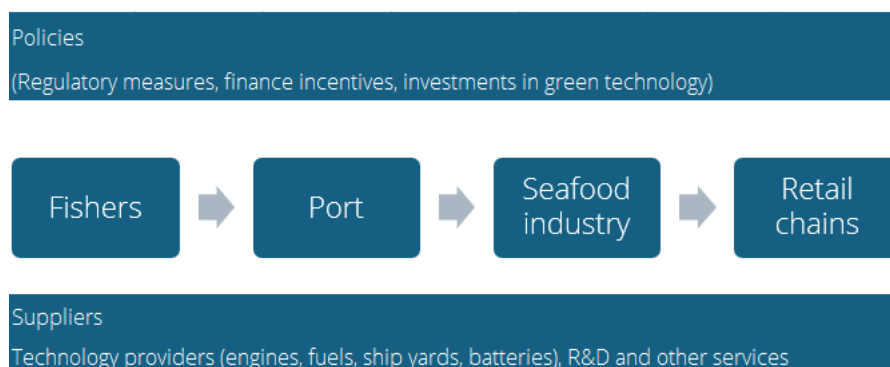 Policies
(Regulatory measures, finance incentives, investments in green technology)
Fishers
Port
Seafood
industry
Retail
chains
Suppliers
Technology providers (engines, fuels, ship yards, batteries), R&D and other services